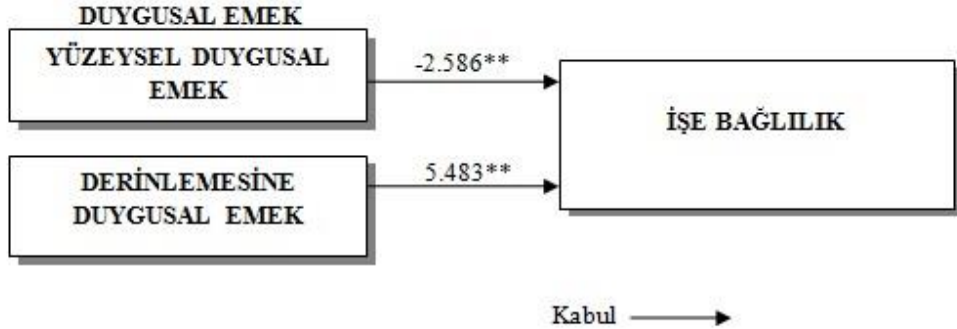 DUYGUSAL EMEK
YÜZEYSEL DUYGUSAL
EMEK
-2.586**
İŞE BAĞLILIK
DERİNLEMESİNE
DUYGUSAL EMEK
5.483**
Kabul